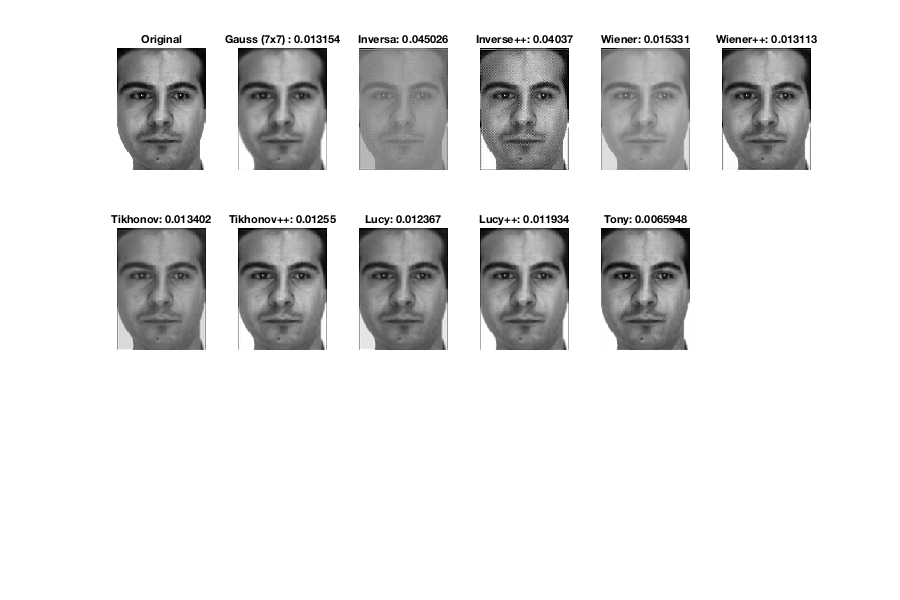 Original Gauss (7x7) : 0.013154 Inversa: 0.045026 Inverse++: 0.04037 Wiener: 0.015331 Wiener++: 0.013113
Tikhonov: 0.013402 Tikhonov++: 0.01255 Lucy: 0.012367 Lucy++: 0.011934 Tony: 0.0065948